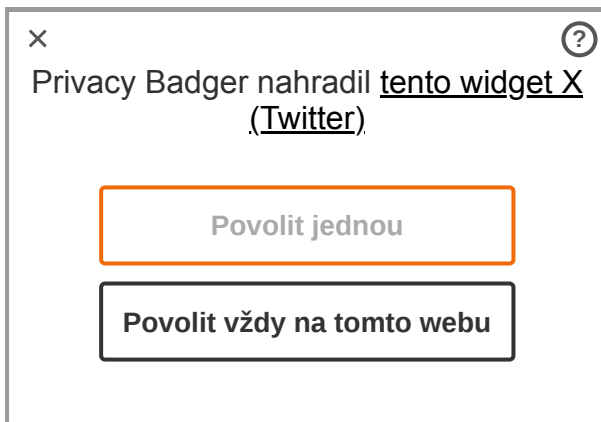 × ?
Privacy Badger nahradil tento widget X
(Twitter)
Povolit jednou
Povolit vždy na tomto webu